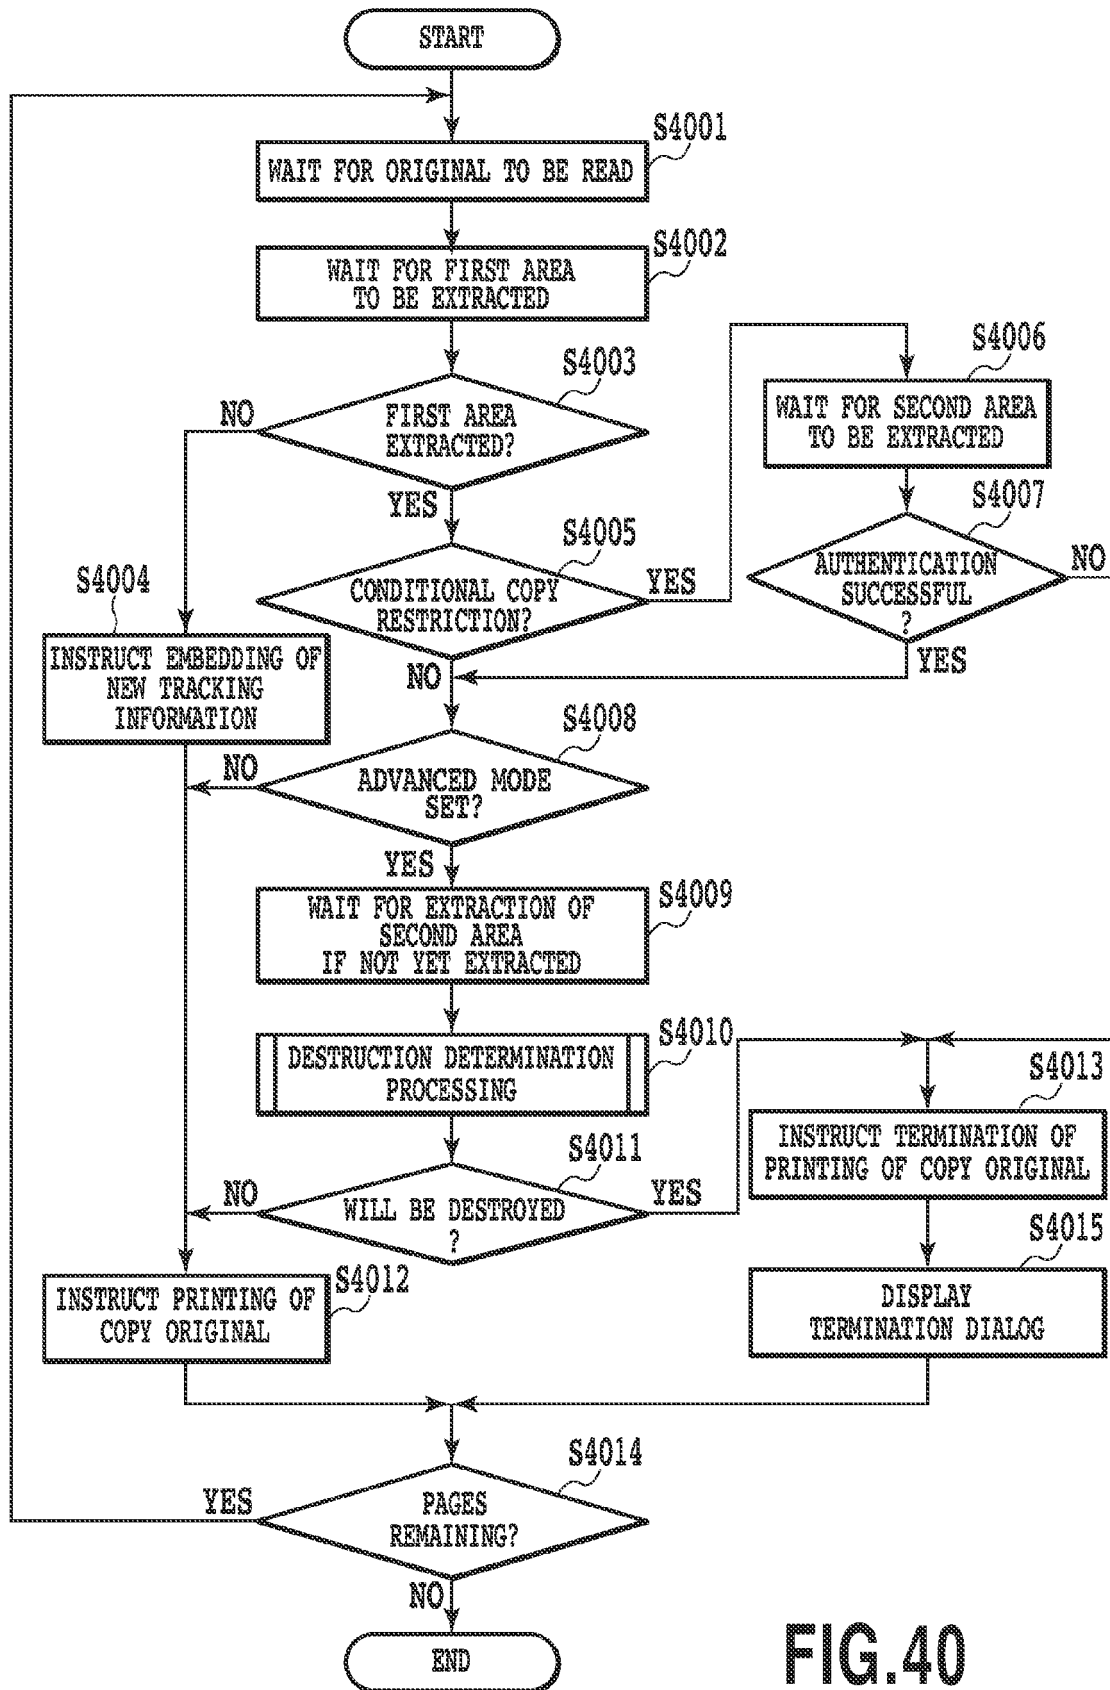 START
S4001
WAIT FOR ORIGINAL TO BE READ
S4002
WAIT FOR FIRST AREA
TO BE EXTRACTED
S4003
FIRST AREA
EXTRACTED?
NO
YES
S4006
WAIT FOR SECOND AREA
TO BE EXTRACTED
S4007
AUTHENTICATION
SUCCESSFUL
?
NO
YES
S4005
CONDITIONAL COPY
RESTRICTION?
YES
NO
S4004
INSTRUCT EMBEDDING OF
NEW TRACKING
INFORMATION
S4008
ADVANCED MODE
SET?
NO
YES
S4009
WAIT FOR EXTRACTION OF
SECOND AREA
IF NOT YET EXTRACTED
S4010
DESTRUCTION DETERMINATION
PROCESSING
S4011
WILL BE DESTROYED
?
NO
YES
S4013
INSTRUCT TERMINATION OF
PRINTING OF COPY ORIGINAL
S4012
INSTRUCT PRINTING OF
COPY ORIGINAL
S4015
DISPLAY
TERMINATION DIALOG
S4014
PAGES
REMAINING?
YES
NO
END
FIG.40